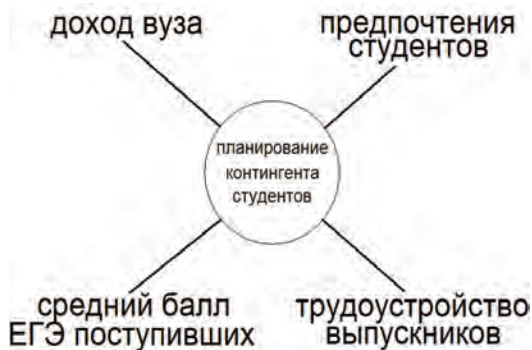 доход вуза
предпочтения
студентов
планирование
контингента
студентов
средний балл
ЕГЭ поступивших
трудоустройство
выпускников